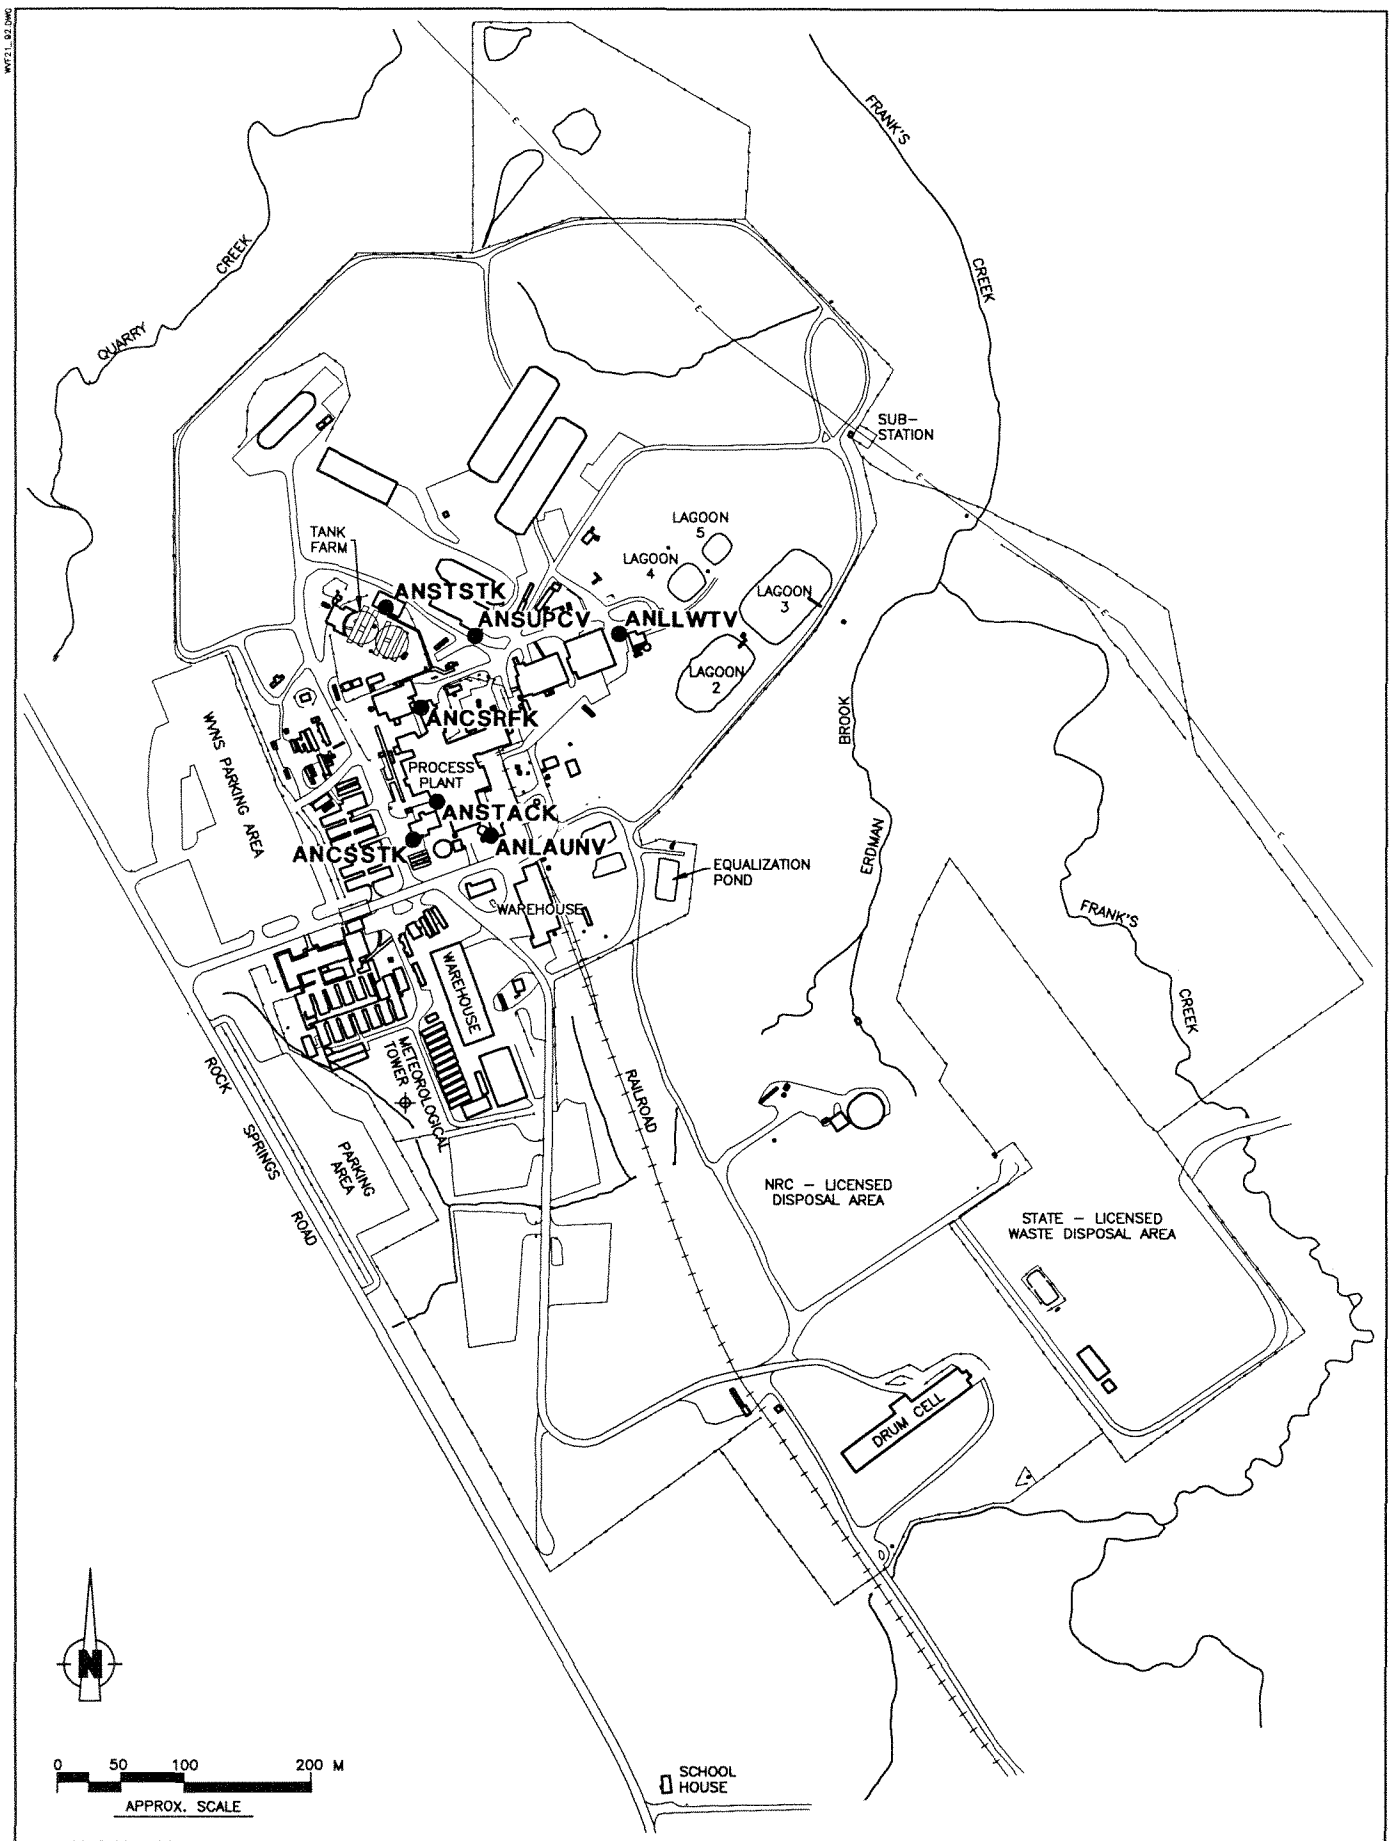 WVF21_92.DWG
FRANK'S
CREEK
CREEK
QUARRY
E
E
E
E
SUB-
STATION
LAGOON
5
TANK
FARM
LAGOON
4
LAGOON
3
ANSTSTK
ANSUPCV
ANLLWTV
LAGOON
2
ANCSRFK
WVNS PARKING AREA
BROOK
PROCESS
PLANT
ANSTACK
ANCSSTK
ANLAUNV
ERDMAN
EQUALIZATION
POND
WAREHOUSE
FRANK'S
CREEK
WAREHOUSE
METEOROLOGICAL
TOWER
ROCK
SPRINGS
ROAD
RAILROAD
PARKING
AREA
NRC - LICENSED
DISPOSAL AREA
STATE - LICENSED
WASTE DISPOSAL AREA
DRUM CELL
N
0 50 100 200 M
APPROX. SCALE
SCHOOL
HOUSE